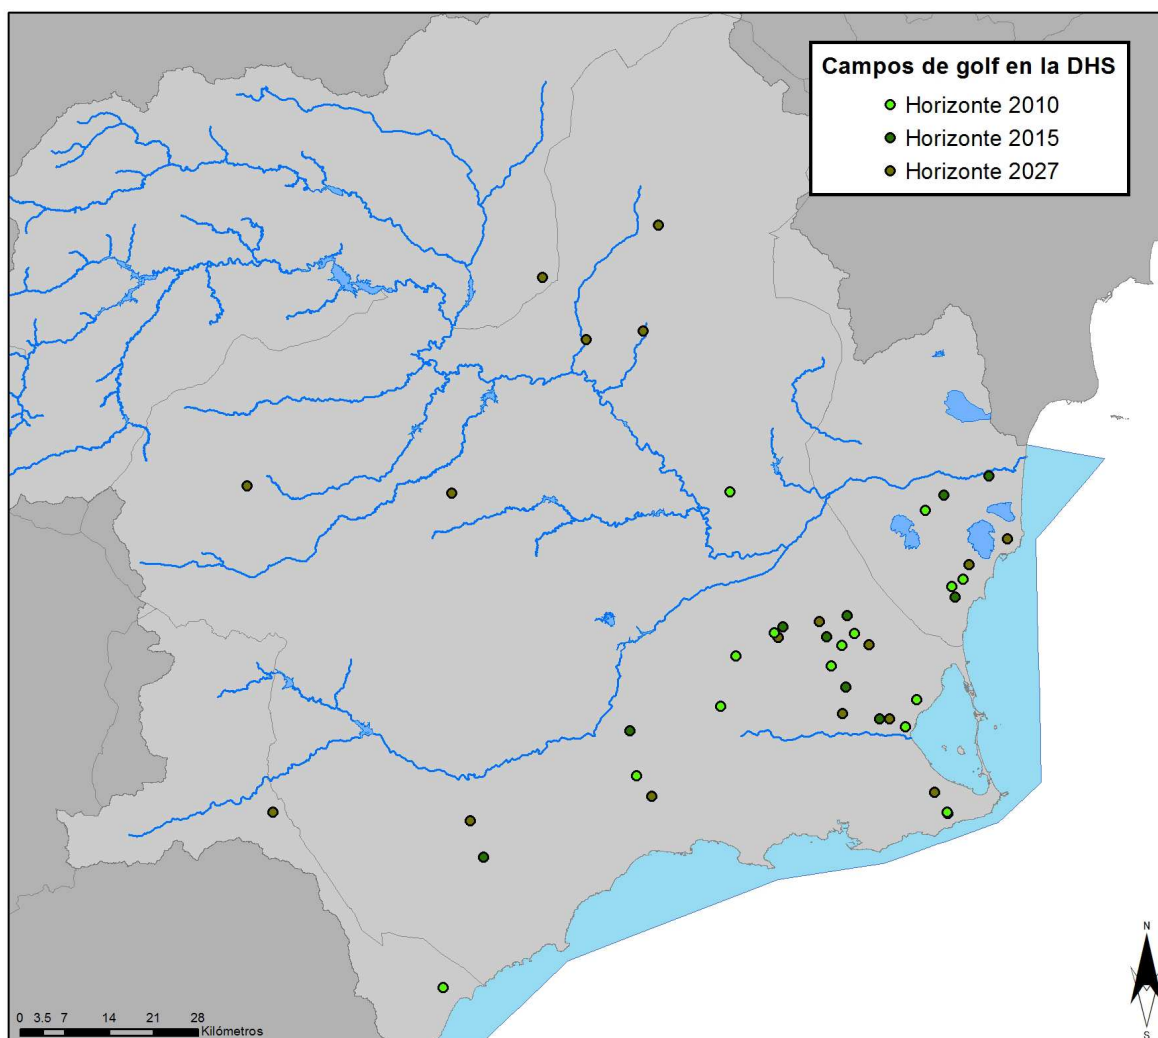 Campos de golf en la DHS
Horizonte 2010
Horizonte 2015
Horizonte 2027
N
S
0 3.5 7 14 21 28
Kilómetros